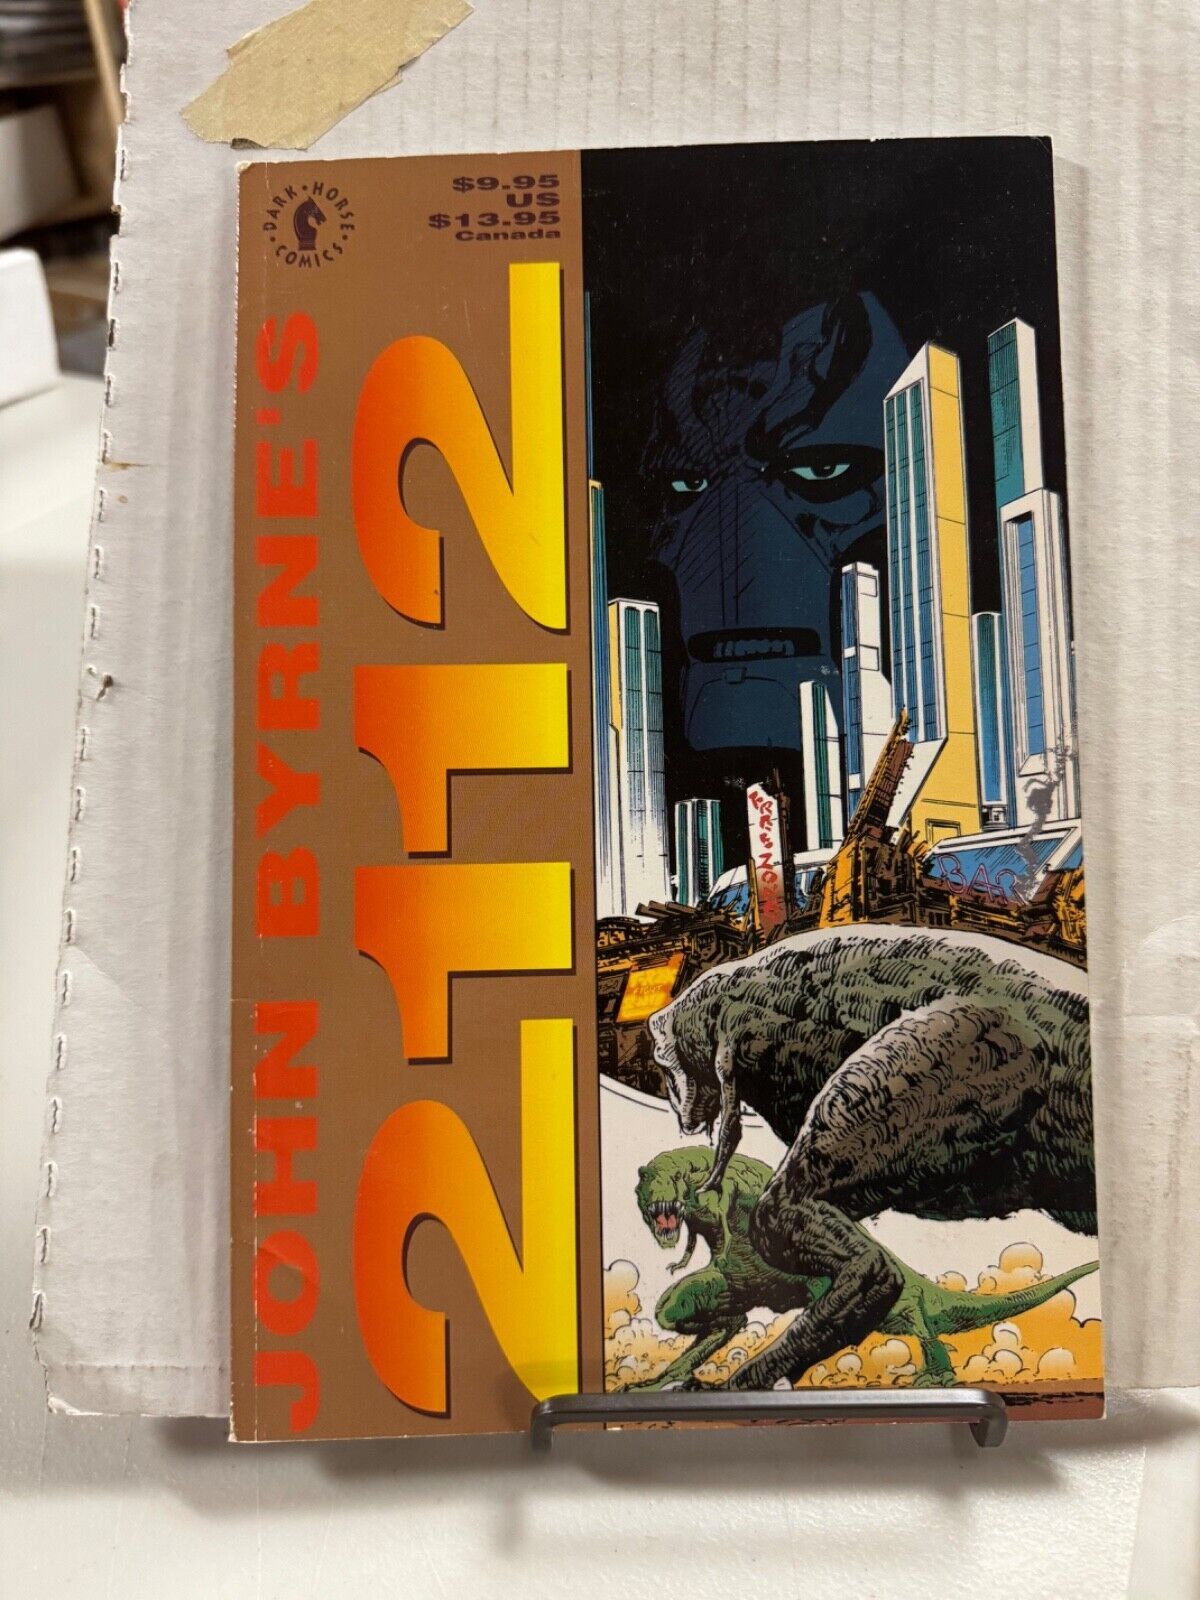 DARK • HORSE • COMICS •
$9.95
US
$13.95
Canada
JOHN BYRNE'S
2112
FREE ZONE
BAR